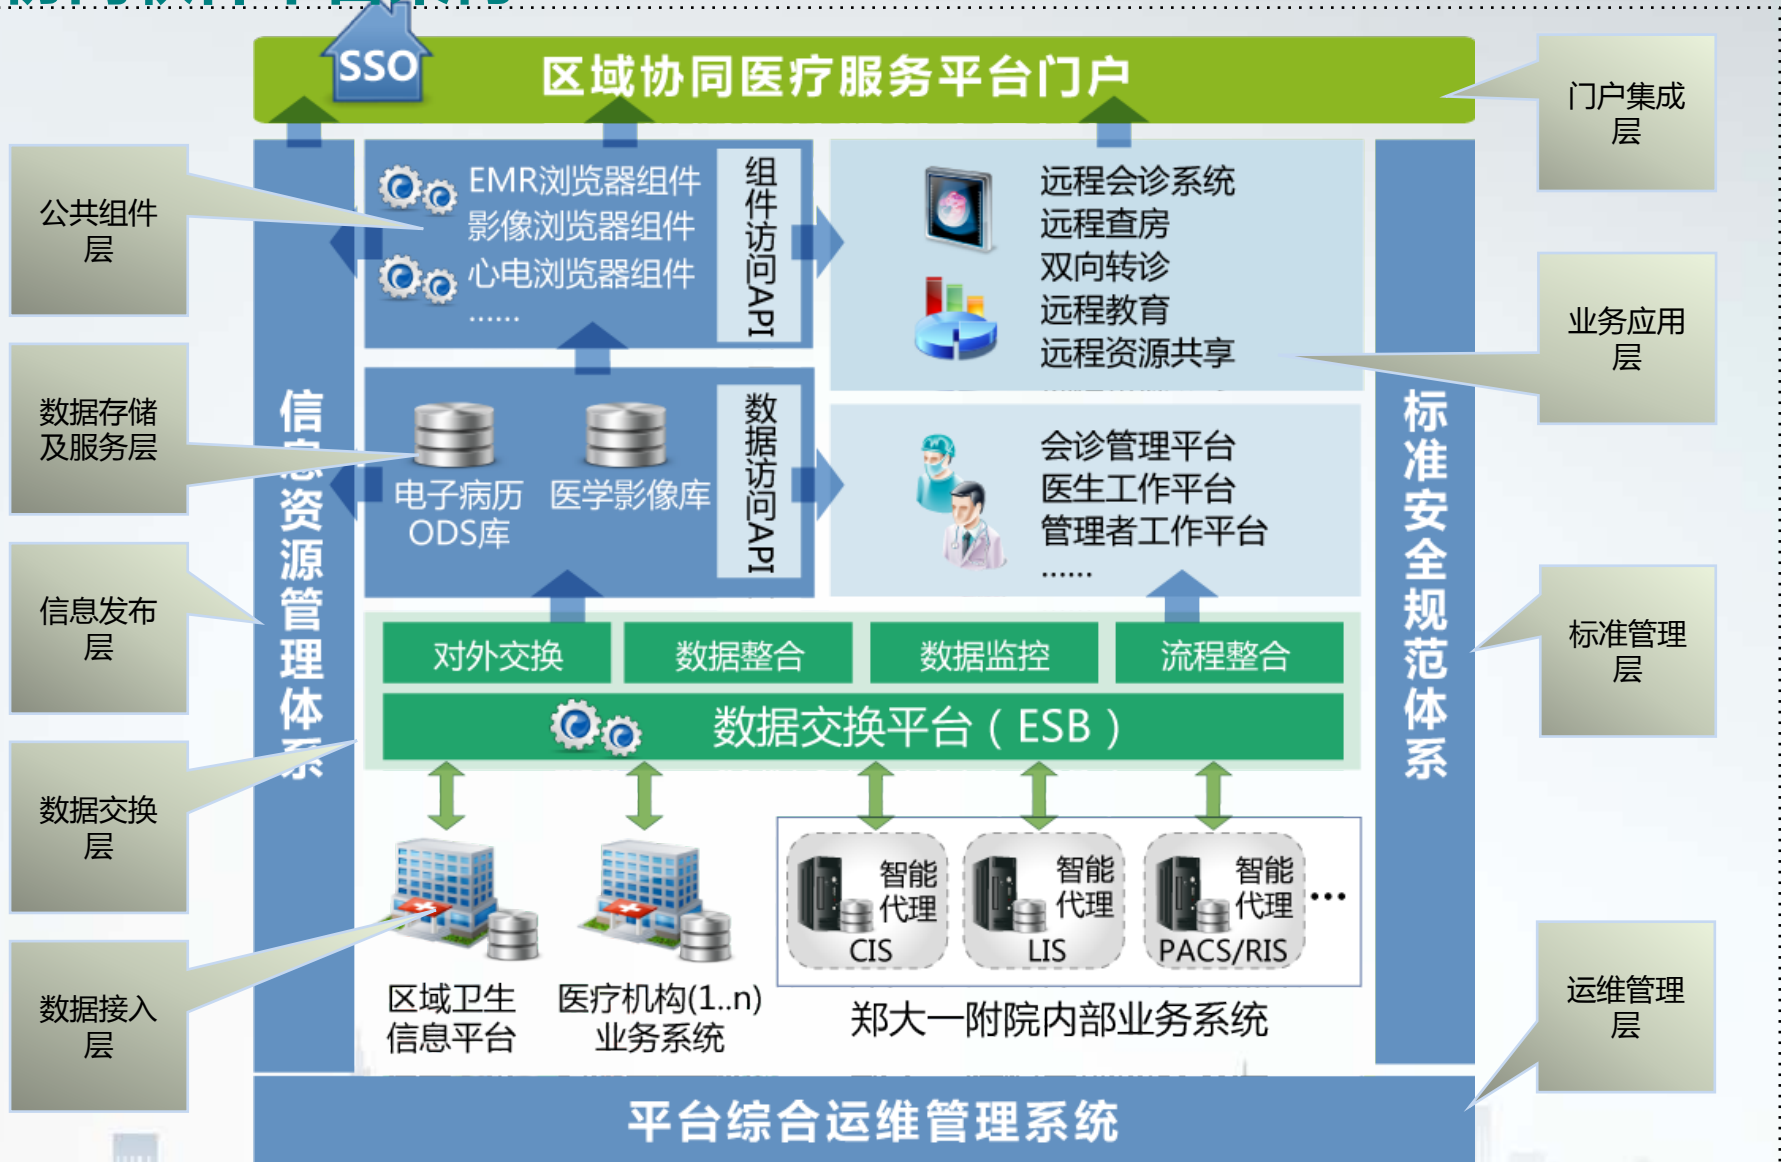 SSO
区域协同医疗服务平台门户
门户集成
层
公共组件
层
EMR浏览器组件
影像浏览器组件
心电浏览器组件
......
组件访问API
远程会诊系统
远程查房
双向转诊
远程教育
远程资源共享
业务应用
层
数据存储
及服务层
电子病历
ODS库
医学影像库
数据访问API
会诊管理平台
医生工作平台
管理者工作平台
......
信息资源管理体系
标准安全规范体系
信息发布
层
对外交换
数据整合
数据监控
流程整合
标准管理
层
数据交换平台（ESB）
数据交换
层
智能
代理
CIS
智能
代理
LIS
智能
代理
PACS/RIS
...
数据接入
层
区域卫生
信息平台
医疗机构(1..n)
业务系统
郑大一附院内部业务系统
运维管理
层
平台综合运维管理系统